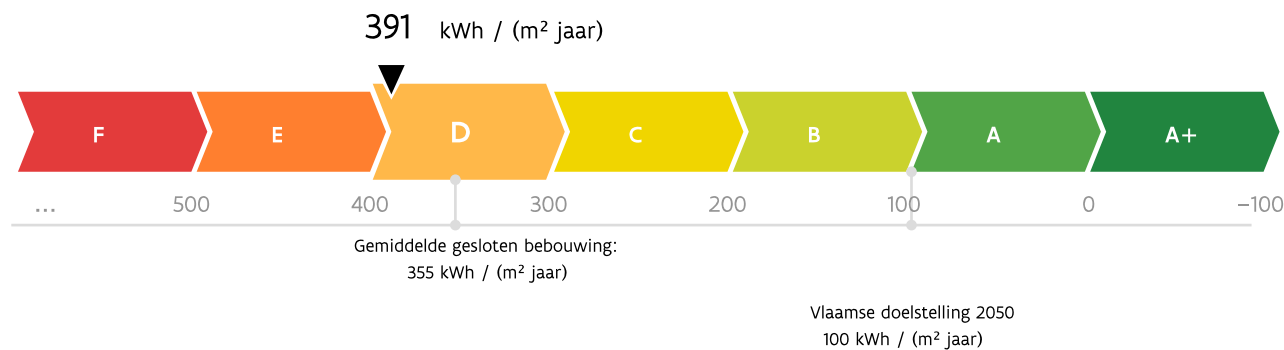 391 kWh / (m² jaar)
F E D C B A A+
... 500 400 300 200 100 0 −100
Gemiddelde gesloten bebouwing:
355 kWh / (m² jaar)
Vlaamse doelstelling 2050
100 kWh / (m² jaar)